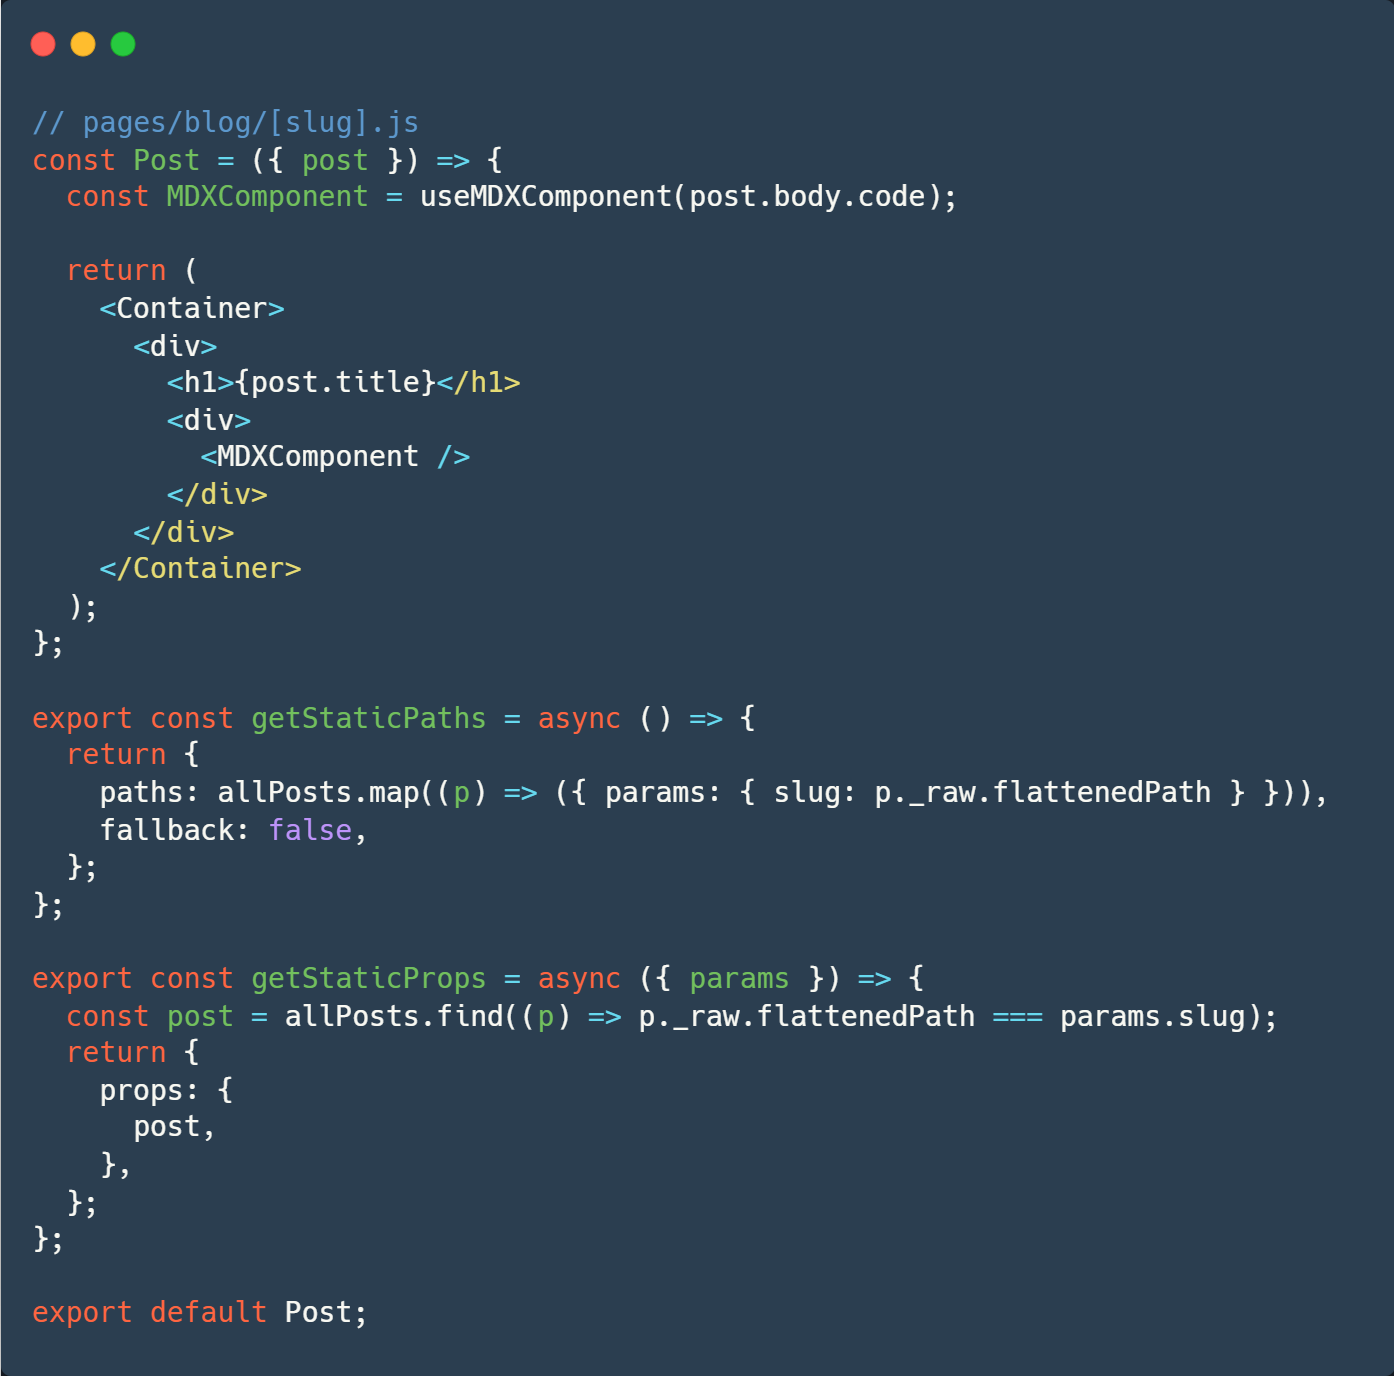 // pages/blog/[slug].js
const Post = ({ post }) => {
  const MDXComponent = useMDXComponent(post.body.code);

  return (
    <Container>
      <div>
        <h1>{post.title}</h1>
        <div>
          <MDXComponent />
        </div>
      </div>
    </Container>
  );
};

export const getStaticPaths = async () => {
  return {
    paths: allPosts.map((p) => ({ params: { slug: p._raw.flattenedPath } })),
    fallback: false,
  };
};

export const getStaticProps = async ({ params }) => {
  const post = allPosts.find((p) => p._raw.flattenedPath === params.slug);
  return {
    props: {
      post,
    },
  };
};

export default Post;